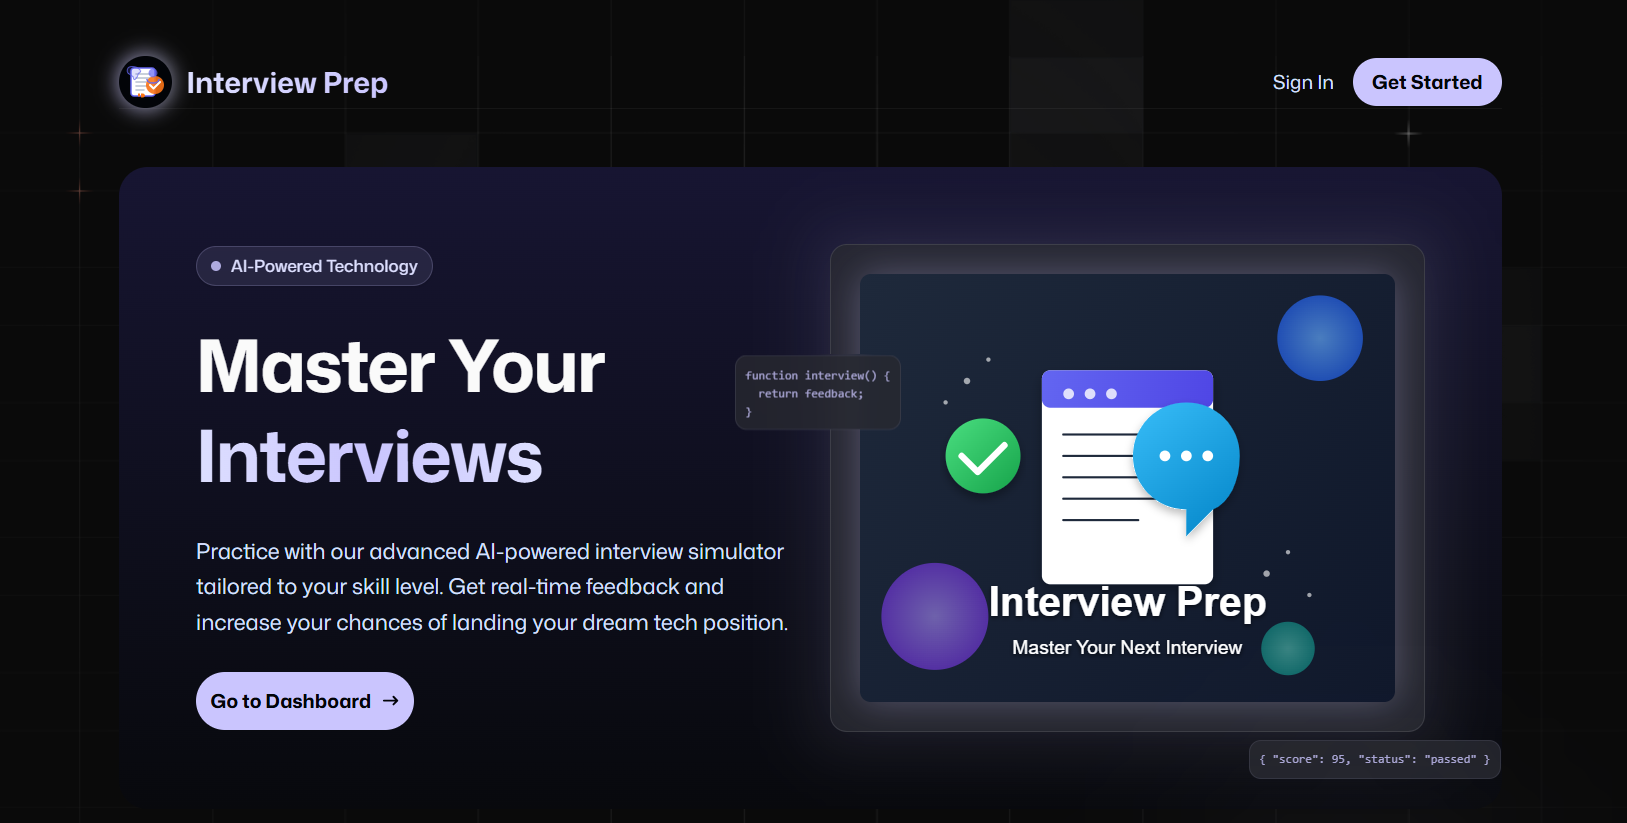 Interview Prep
Sign In
Get Started
AI-Powered Technology
Master Your
Interviews
Practice with our advanced AI-powered interview simulator
tailored to your skill level. Get real-time feedback and
increase your chances of landing your dream tech position.
Go to Dashboard →
function interview() {
  return feedback;
}
Interview Prep
Master Your Next Interview
{ "score": 95, "status": "passed" }